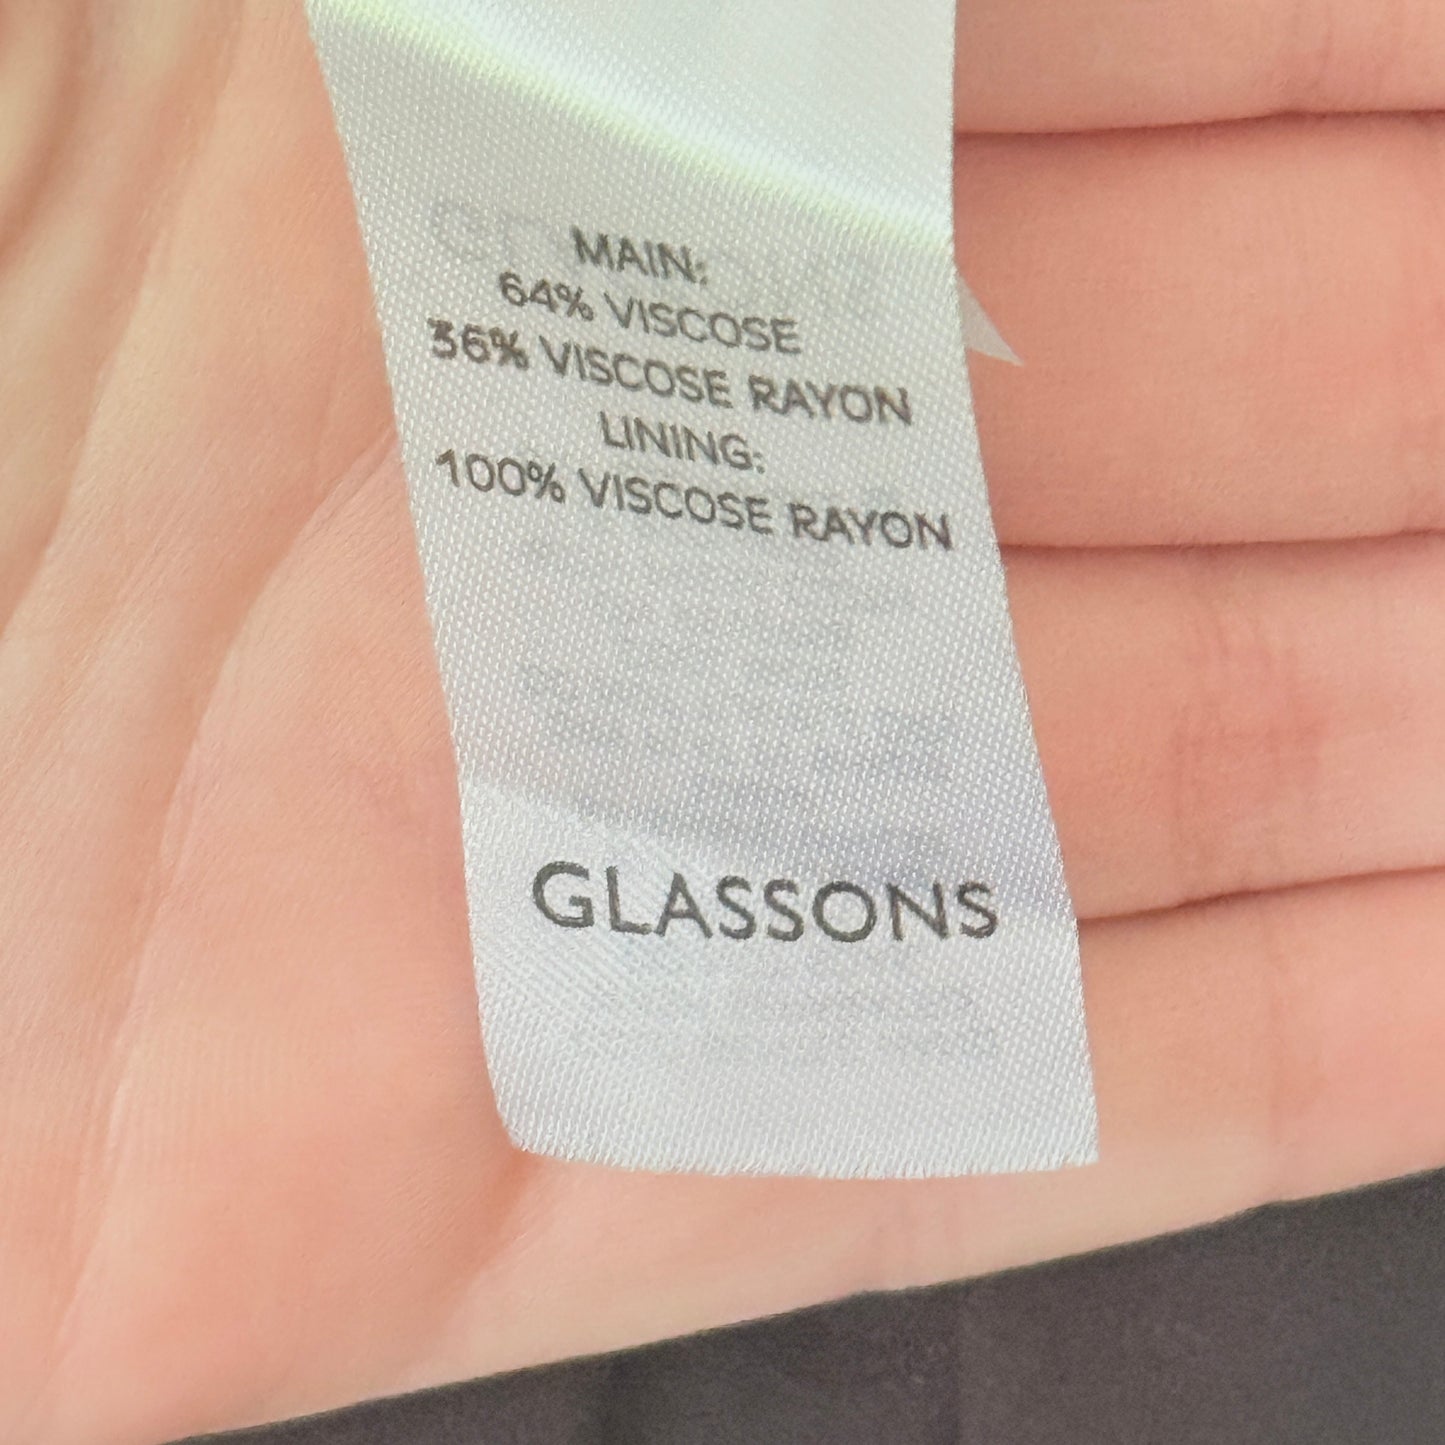 MAIN:
64% VISCOSE
36% VISCOSE RAYON
LINING:
100% VISCOSE RAYON
GLASSONS